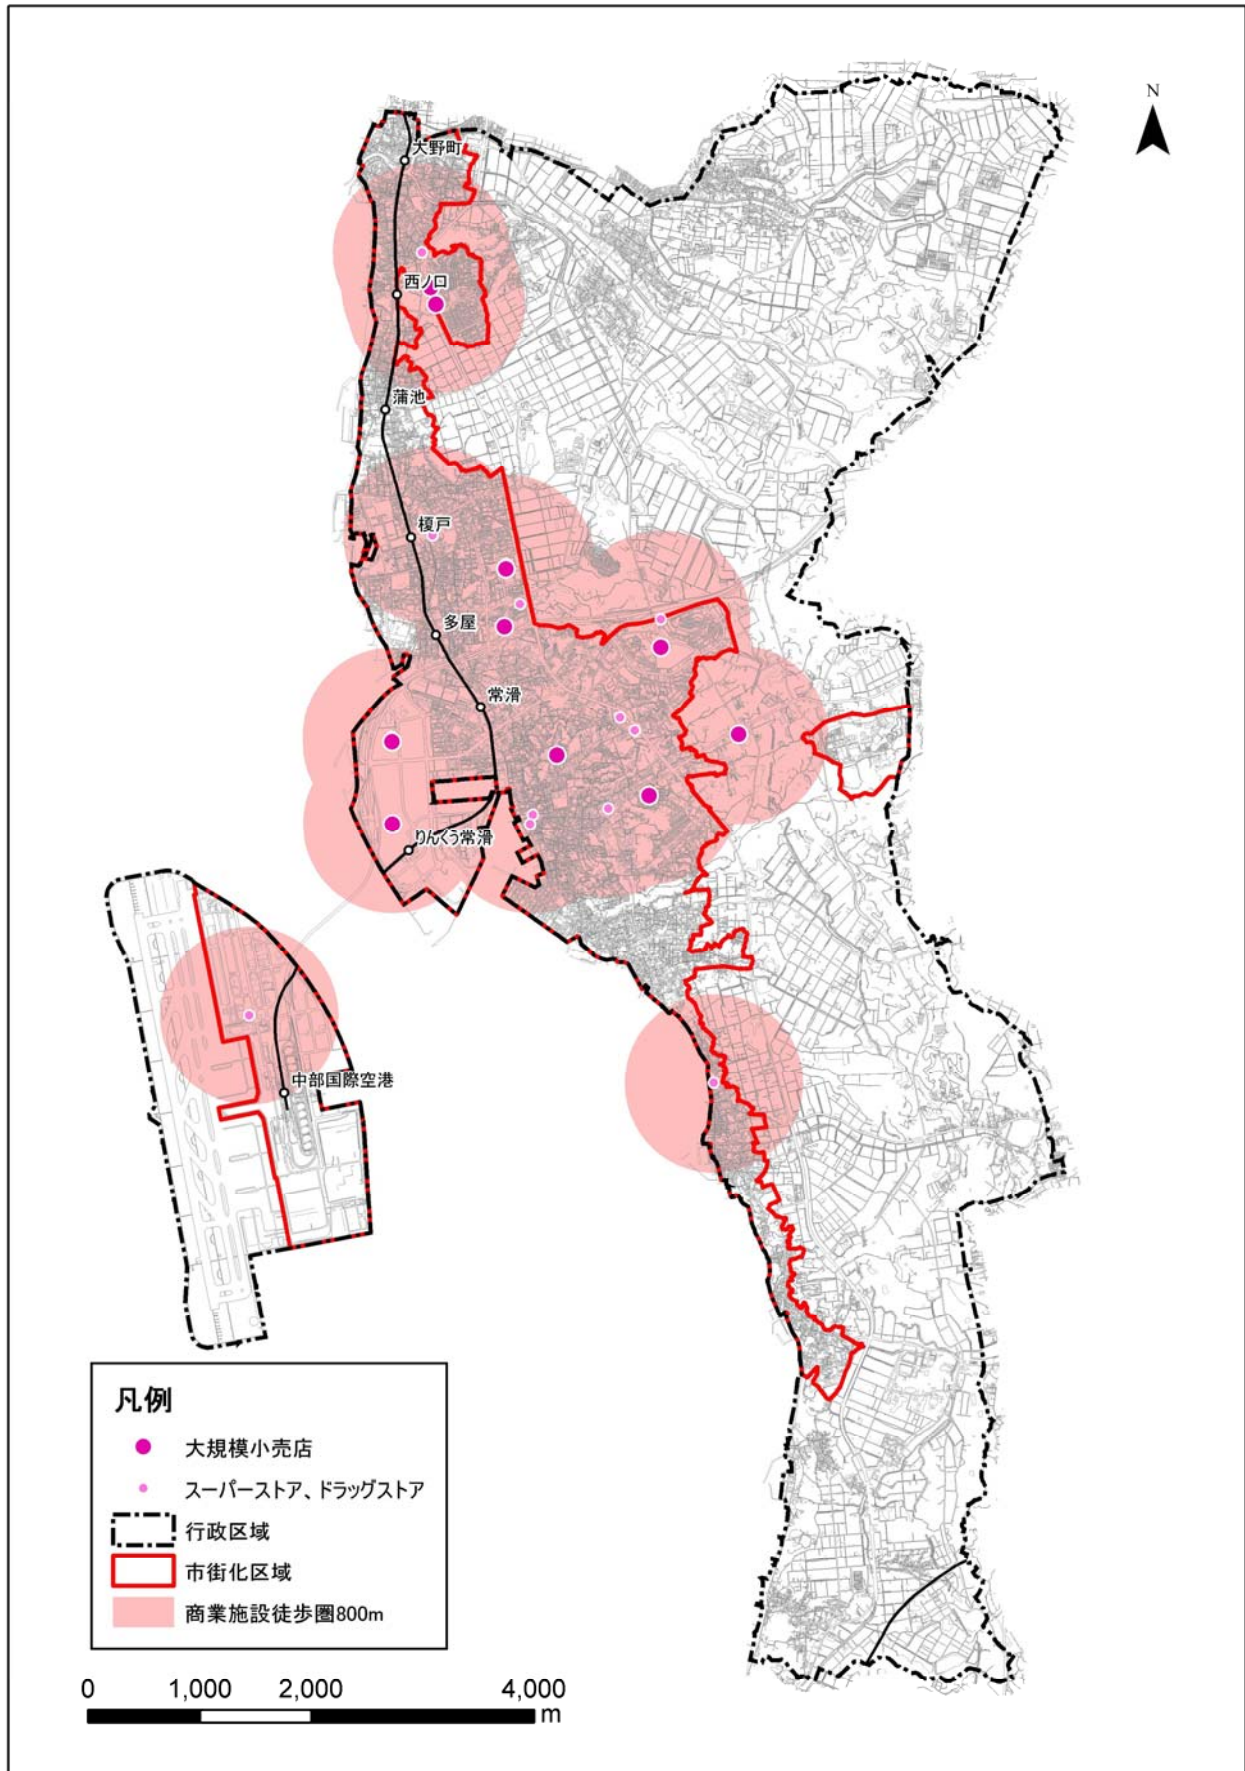 N
大野町
西ノ口
蒲池
榎戸
多屋
常滑
りんくう常滑
中部国際空港
凡例
大規模小売店
スーパーストア、ドラッグストア
行政区域
市街化区域
商業施設徒歩圏800m
0 1,000 2,000 4,000
m